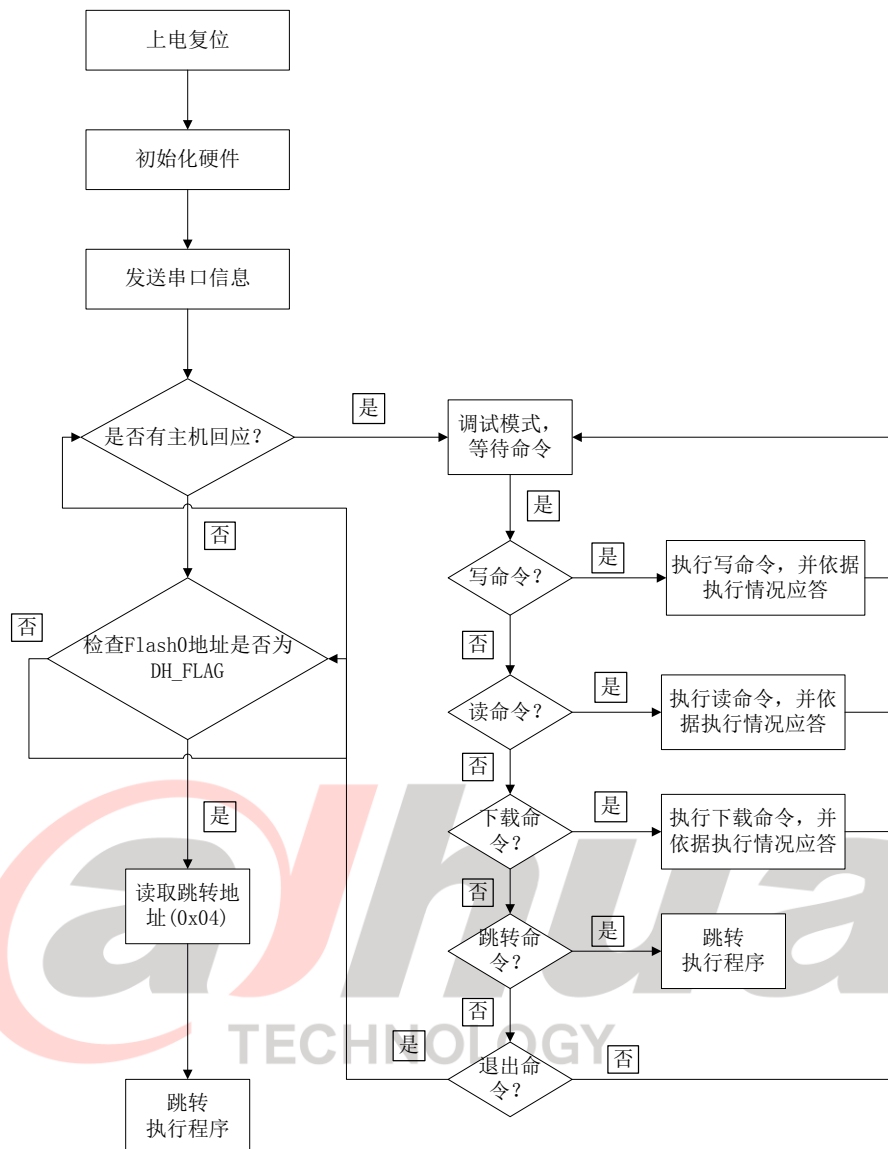 上电复位
初始化硬件
发送串口信息
是否有主机回应？
是
调试模式，
等待命令
是
否
写命令？
是
执行写命令，并依据
执行情况应答
否
否
检查Flash0地址是否为
DH_FLAG
读命令？
是
执行读命令，并依
据执行情况应答
否
是
下载命
令？
是
执行下载命令，并
依据执行情况应答
读取跳转地
址(0x04)
否
跳转命
令？
是
跳转
执行程序
否
是
退出命
令？
否
跳转
执行程序
alhua
TECHNOLOGY